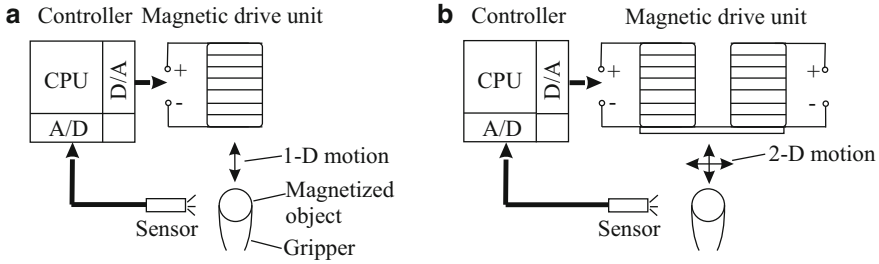 a Controller Magnetic drive unit
CPU
D/A
A/D
+
-
1-D motion
Magnetized
object
Sensor
Gripper
b Controller Magnetic drive unit
CPU
D/A
A/D
+
-
+
-
2-D motion
Sensor